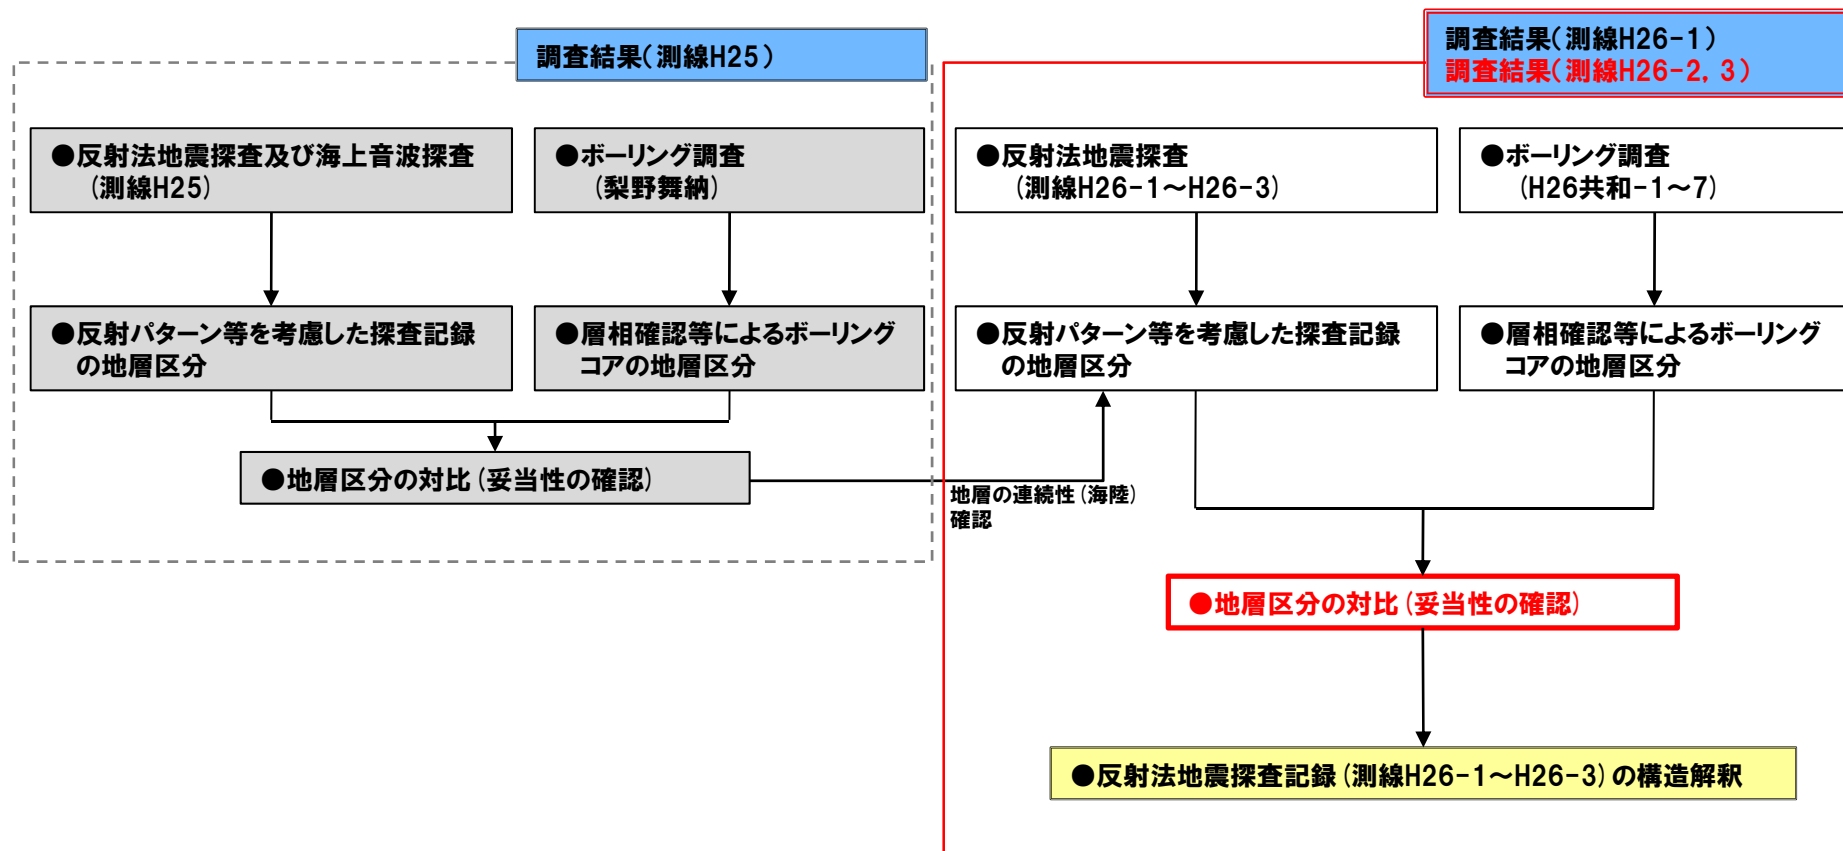 調査結果(測線H25)
●反射法地震探査及び海上音波探査
(測線H25)
●ボーリング調査
(梨野舞納)
●反射パターン等を考慮した探査記録
の地層区分
●層相確認等によるボーリング
コアの地層区分
●地層区分の対比(妥当性の確認)
地層の連続性(海陸)
確認
調査結果(測線H26-1)
調査結果(測線H26-2, 3)
●反射法地震探査
(測線H26-1~H26-3)
●ボーリング調査
(H26共和-1~7)
●反射パターン等を考慮した探査記録
の地層区分
●層相確認等によるボーリング
コアの地層区分
●地層区分の対比(妥当性の確認)
●反射法地震探査記録(測線H26-1~H26-3)の構造解釈